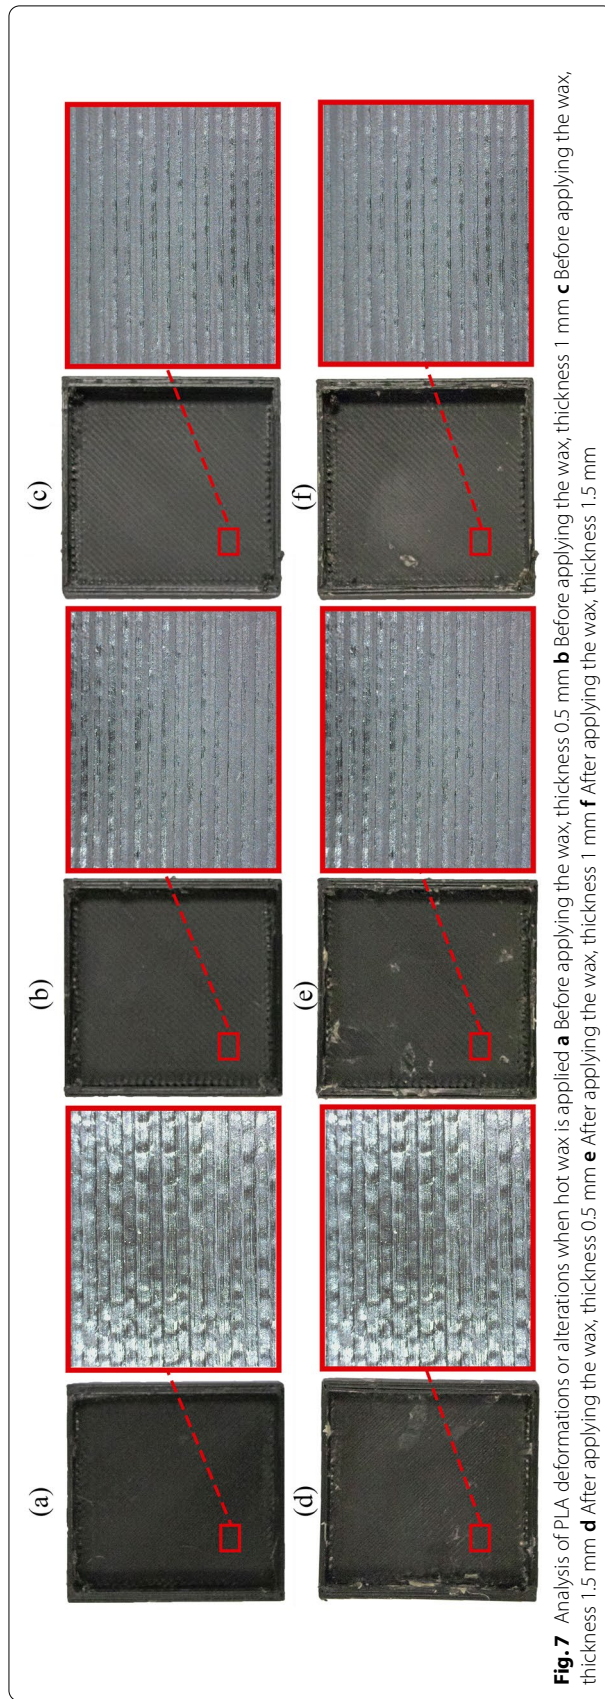 (a)
(b)
(c)
(d)
(e)
(f)
Fig. 7 Analysis of PLA deformations or alterations when hot wax is applied a Before applying the wax, thickness 0.5 mm b Before applying the wax, thickness 1 mm c Before applying the wax,
thickness 1.5 mm d After applying the wax, thickness 0.5 mm e After applying the wax, thickness 1 mm f After applying the wax, thickness 1.5 mm